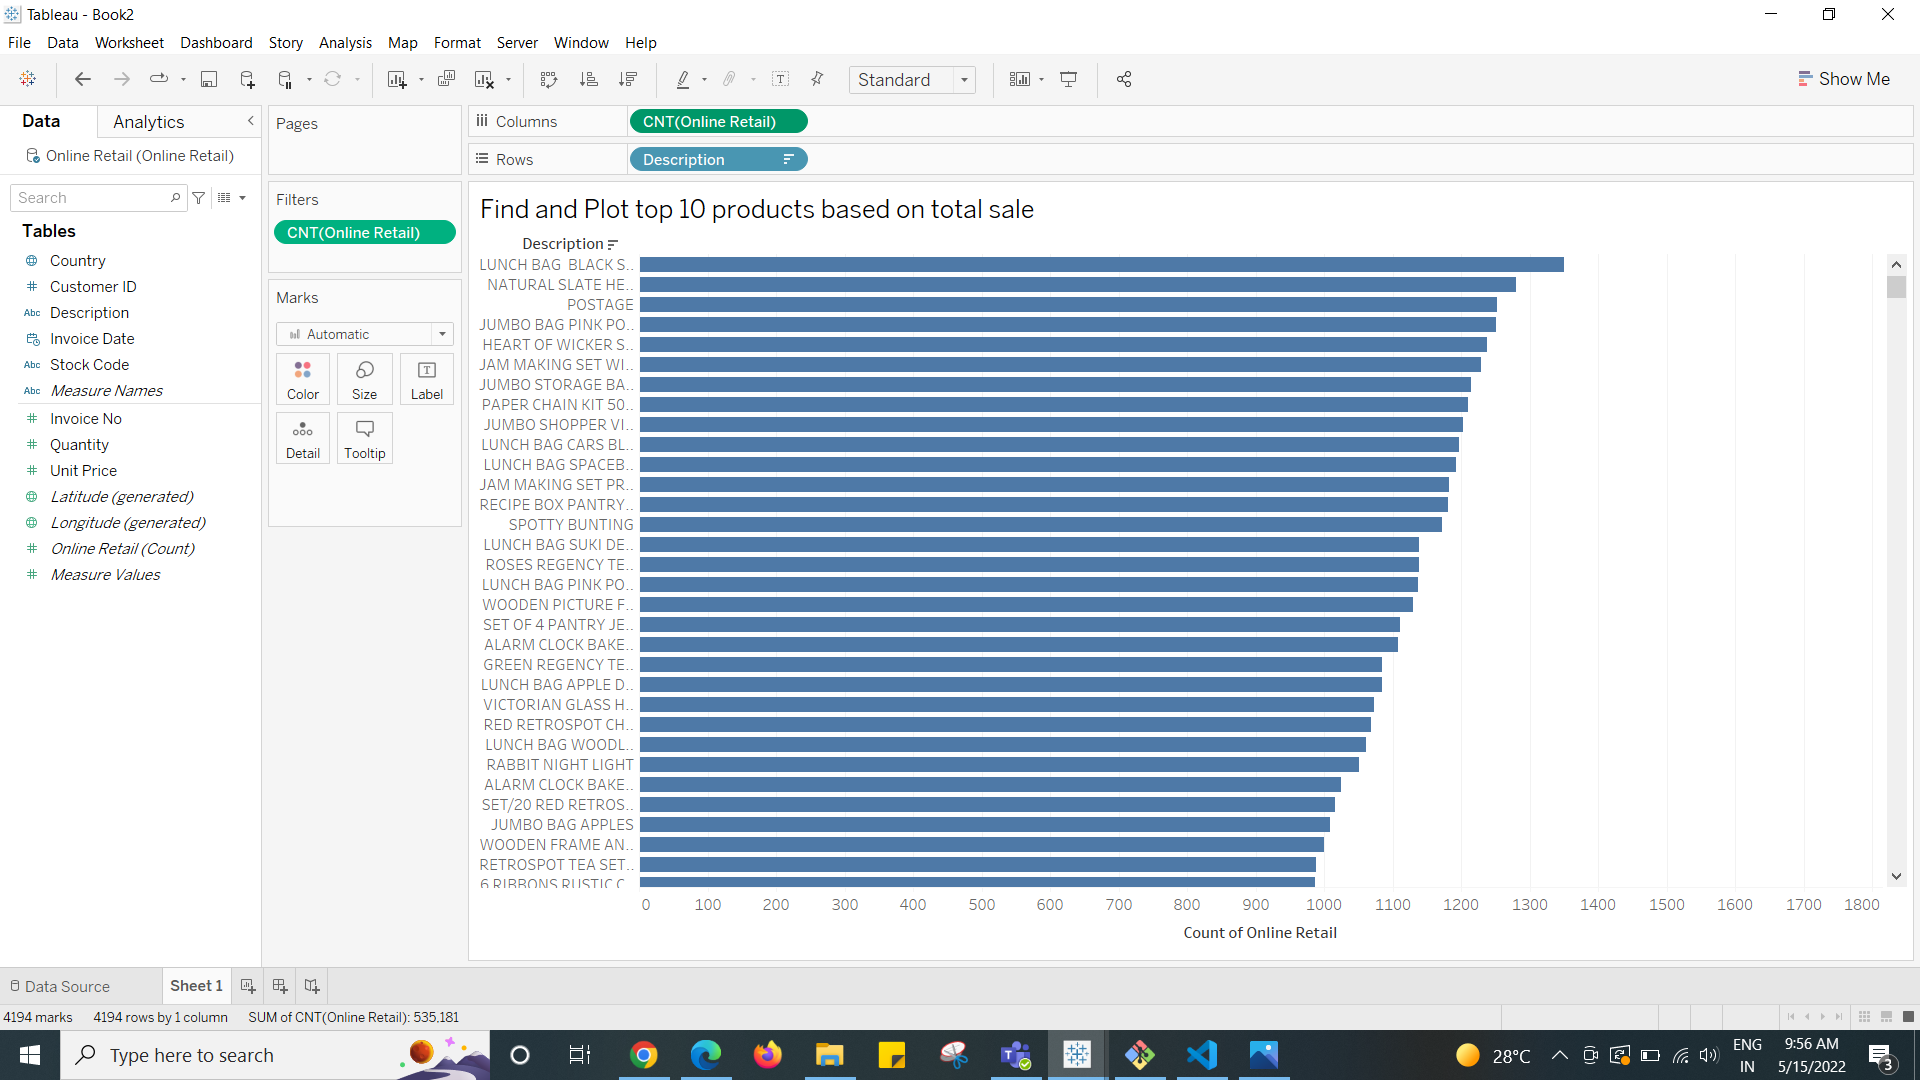 Tableau - Book2
File Data Worksheet Dashboard Story Analysis Map Format Server Window Help
Standard
Show Me
Data Analytics
Online Retail (Online Retail)
Search
Tables
Country
Customer ID
Description
Invoice Date
Stock Code
Measure Names
Invoice No
Quantity
Unit Price
Latitude (generated)
Longitude (generated)
Online Retail (Count)
Measure Values
Pages
Filters
CNT(Online Retail)
Marks
Automatic
Color Size Label
Detail Tooltip
Columns CNT(Online Retail)
Rows Description
Find and Plot top 10 products based on total sale
Description
LUNCH BAG  BLACK S..
NATURAL SLATE HE..
POSTAGE
JUMBO BAG PINK PO..
HEART OF WICKER S..
JAM MAKING SET WI..
JUMBO STORAGE BA..
PAPER CHAIN KIT 50..
JUMBO SHOPPER VI..
LUNCH BAG CARS BL..
LUNCH BAG SPACEB..
JAM MAKING SET PR..
RECIPE BOX PANTRY..
SPOTTY BUNTING
LUNCH BAG SUKI DE..
ROSES REGENCY TE..
LUNCH BAG PINK PO..
WOODEN PICTURE F..
SET OF 4 PANTRY JE..
ALARM CLOCK BAKE..
GREEN REGENCY TE..
LUNCH BAG APPLE D..
VICTORIAN GLASS H..
RED RETROSPOT CH..
LUNCH BAG WOODL..
RABBIT NIGHT LIGHT
ALARM CLOCK BAKE..
SET/20 RED RETROS..
JUMBO BAG APPLES
WOODEN FRAME AN..
RETROSPOT TEA SET..
6 RIBBONS RUSTIC C..
0 100 200 300 400 500 600 700 800 900 1000 1100 1200 1300 1400 1500 1600 1700 1800
Count of Online Retail
Data Source Sheet 1
4194 marks 4194 rows by 1 column SUM of CNT(Online Retail): 535,181
Type here to search
28°C
ENG
IN
9:56 AM
5/15/2022
3